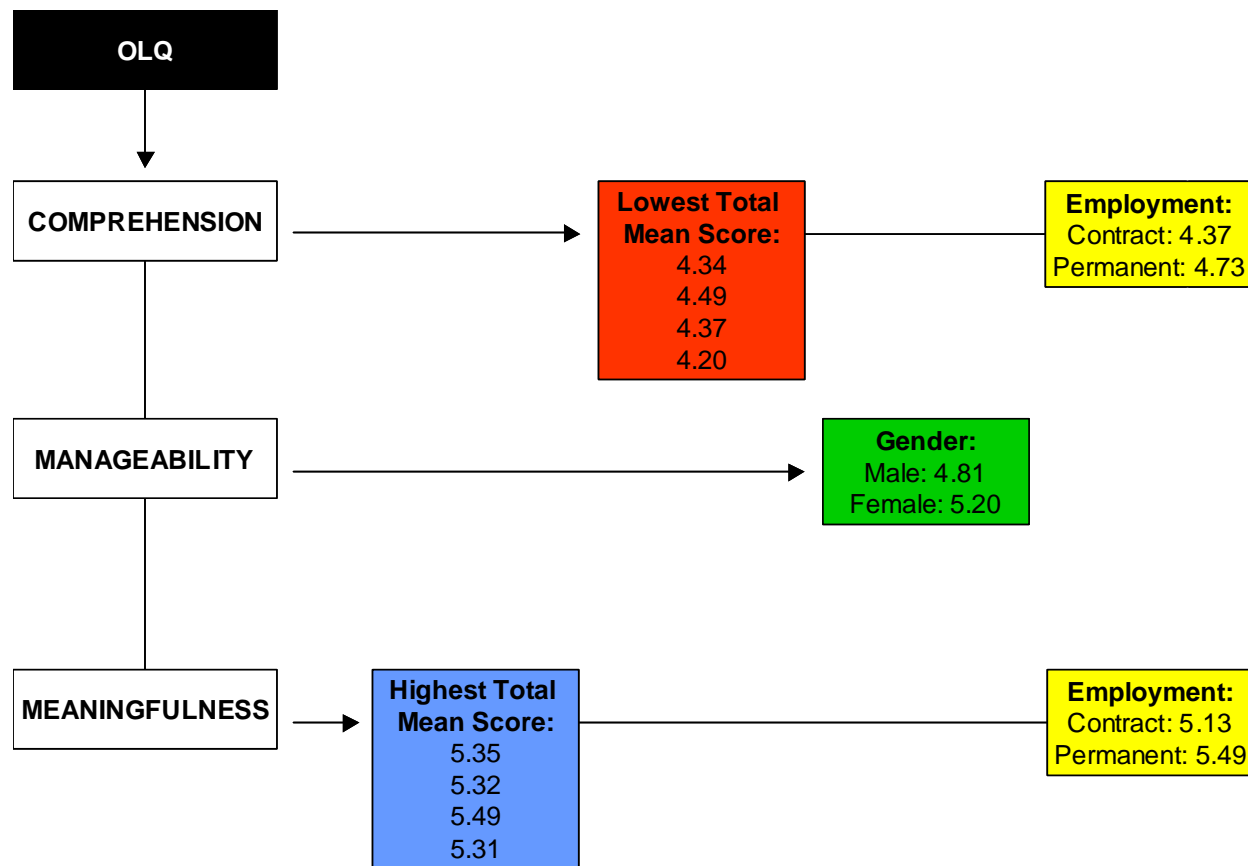 OLQ
COMPREHENSION
Lowest Total
Mean Score:
4.34
4.49
4.37
4.20
Employment:
Contract: 4.37
Permanent: 4.73
MANAGEABILITY
Gender:
Male: 4.81
Female: 5.20
MEANINGFULNESS
Highest Total
Mean Score:
5.35
5.32
5.49
5.31
Employment:
Contract: 5.13
Permanent: 5.49